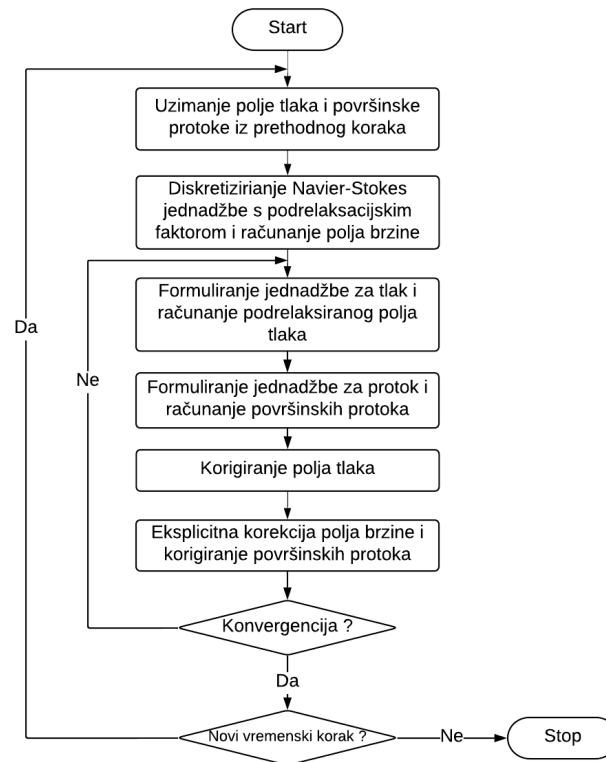 Start
Uzimanje polje tlaka i površinske
protoke iz prethodnog koraka
Diskretizirianje Navier-Stokes
jednadžbe s podrelaksacijskim
faktorom i računanje polja brzine
Formuliranje jednadžbe za tlak i
računanje podrelaksiranog polja
tlaka
Da
Ne
Formuliranje jednadžbe za protok i
računanje površinskih protoka
Korigiranje polja tlaka
Eksplicitna korekcija polja brzine i
korigiranje površinskih protoka
Konvergencija ?
Da
Novi vremenski korak ?
Ne
Stop